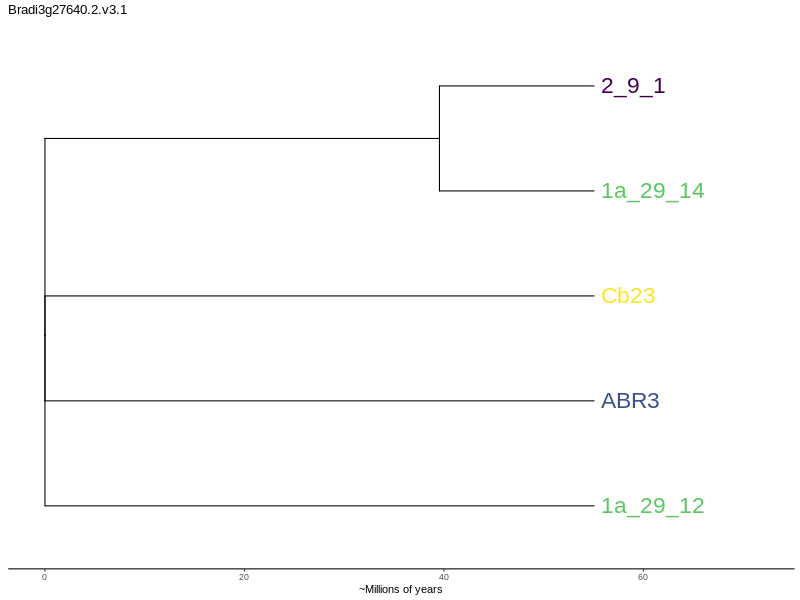 Bradi3g27640.2.v3.1
2_9_1
1a_29_14
Cb23
ABR3
1a_29_12
0 20 40 60
~Millions of years